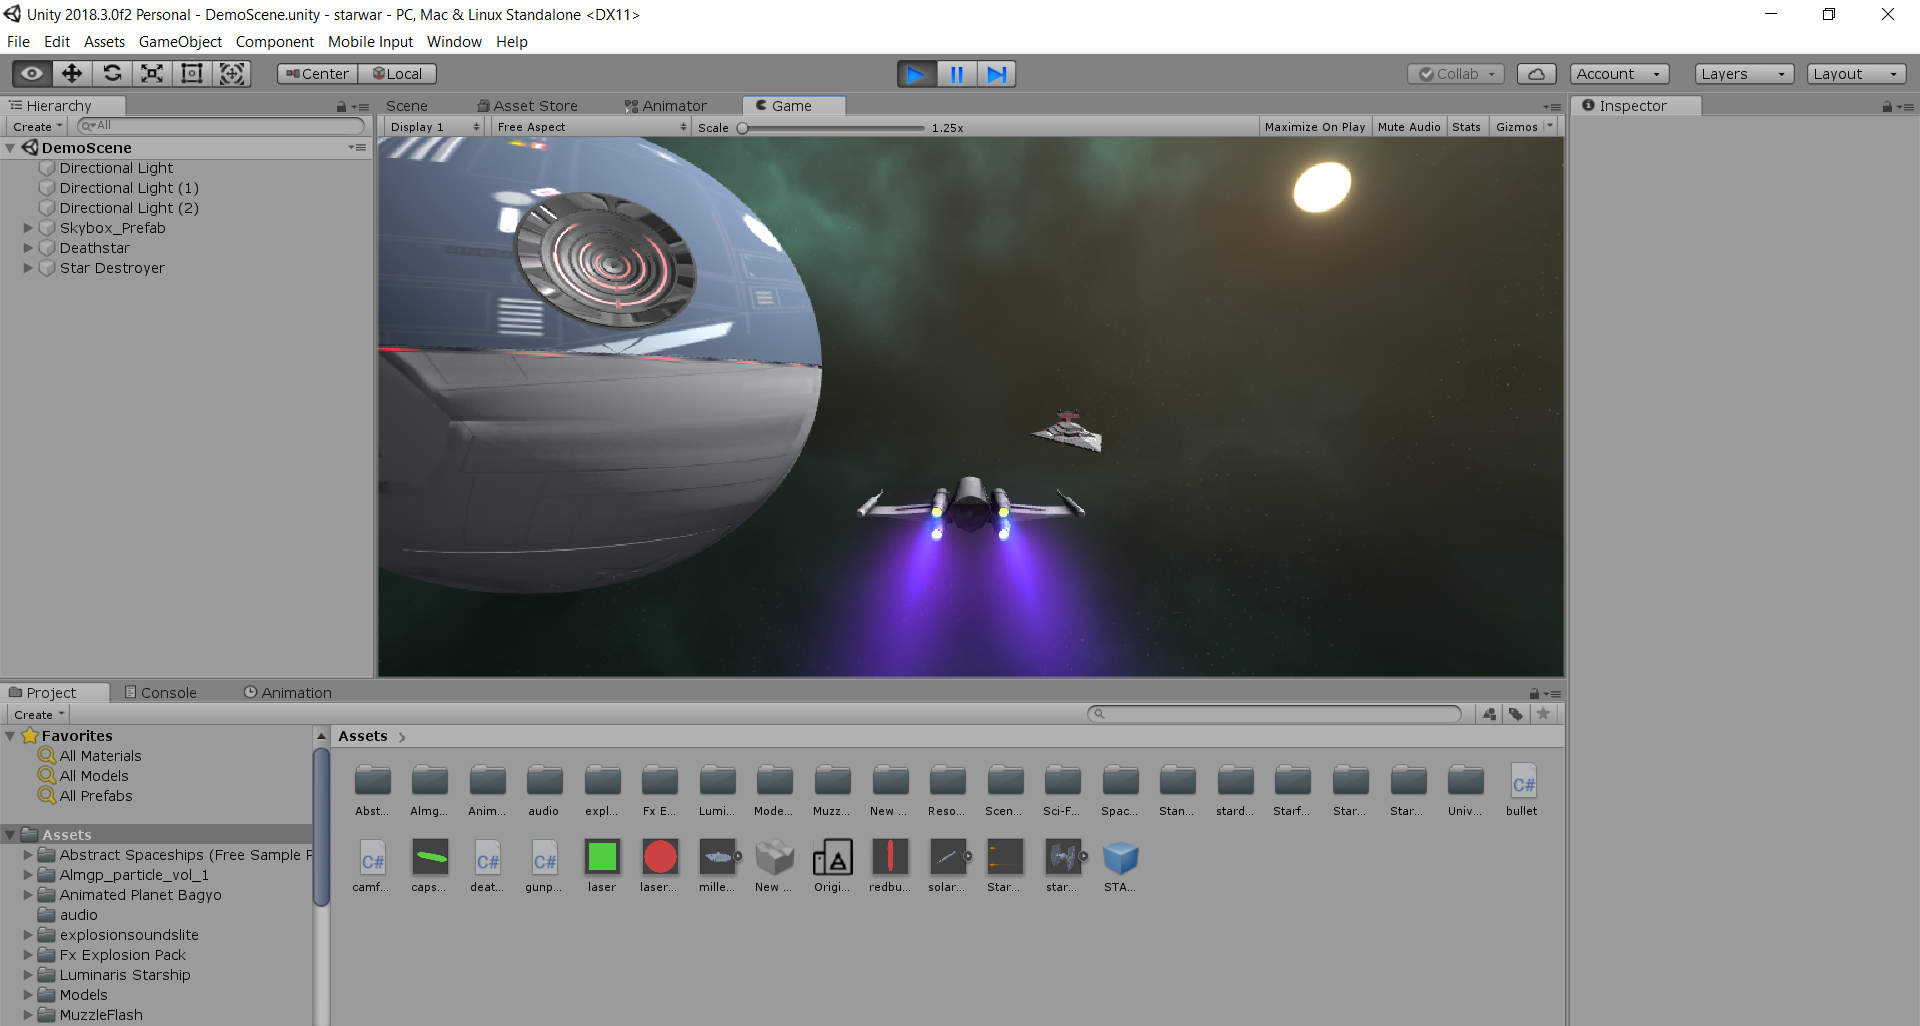 Unity 2018.3.0f2 Personal - DemoScene.unity - starwar - PC, Mac & Linux Standalone <DX11>
File Edit Assets GameObject Component Mobile Input Window Help
Center Local Collab Account Layers Layout
Hierarchy Scene Asset Store Animator Game Inspector
Create All Display 1 Free Aspect Scale 1.25x Maximize On Play Mute Audio Stats Gizmos
DemoScene
Directional Light
Directional Light (1)
Directional Light (2)
Skybox_Prefab
Deathstar
Star Destroyer
Project Console Animation
Create
Favorites
All Materials
All Models
All Prefabs
Assets
Abstract Spaceships (Free Sample P
Almgp_particle_vol_1
Animated Planet Bagyo
audio
explosionsoundslite
Fx Explosion Pack
Luminaris Starship
Models
MuzzleFlash
Assets
Abst... Almg... Anim... audio expl... Fx E... Lumi... Mode... Muzz... New ... Reso... Scen... Sci-F... Spac... Stan... stard... Starf... Star... Star... Univ... C# bullet
C# C# C#
camf... caps... deat... gunp... laser laser... mille... New ... Origi... redbu... solar... Star... star... STA...